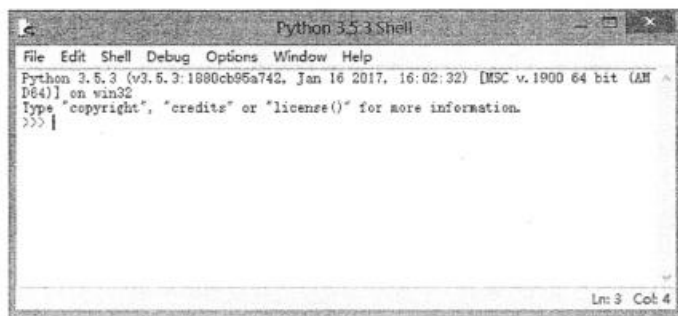 Python 3.5.3 Shell
File Edit Shell Debug Options Window Help
Python 3.5.3 (v3.5.3:1880cb95a742, Jan 16 2017, 16:02:32) [MSC v.1900 64 bit (AM
D64)] on win32
Type "copyright", "credits" or "license()" for more information.
>>>
Ln: 3 Col: 4